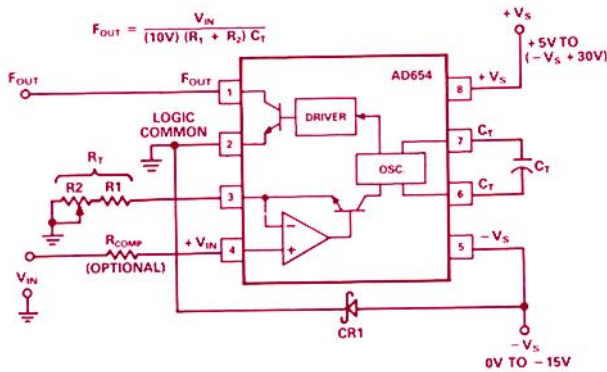 F_OUT = V_IN / (10V) (R_1 + R_2) C_T
+ V_S
+ 5V TO
(− V_S + 30V)
F_OUT
F_OUT
AD654
+ V_S
1
8
LOGIC
COMMON
DRIVER
C_T
2
7
R_T
OSC.
C_T
R2
R1
3
6
C_T
R_COMP
+ V_IN
− V_S
4
5
(OPTIONAL)
−
+
V_IN
CR1
− V_S
0V TO − 15V